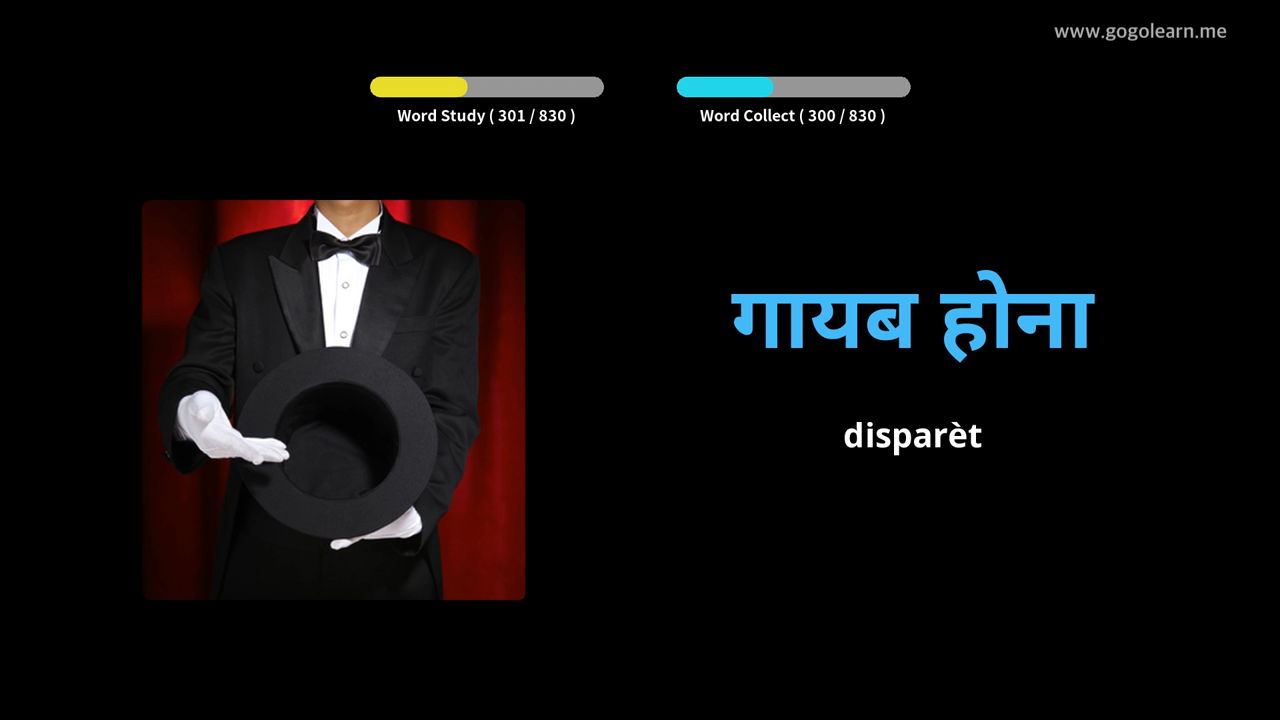 www.gogolearn.me
Word Study ( 301 / 830 )
Word Collect ( 300 / 830 )
गायब होना
disparèt